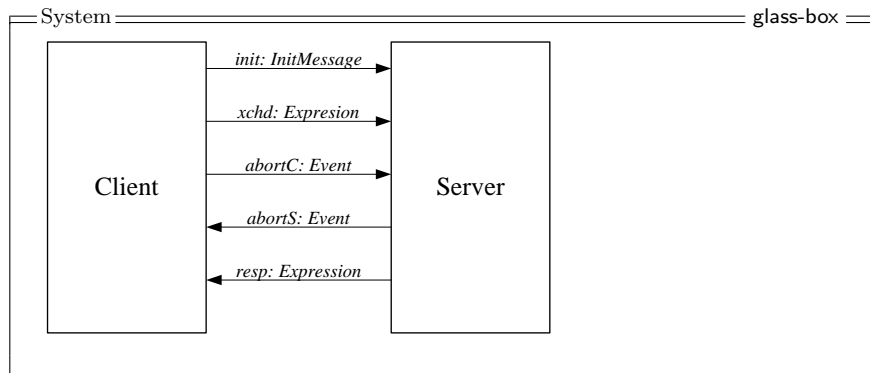 System glass-box
init: InitMessage
xchd: Expresion
abortC: Event
Client
Server
abortS: Event
resp: Expression